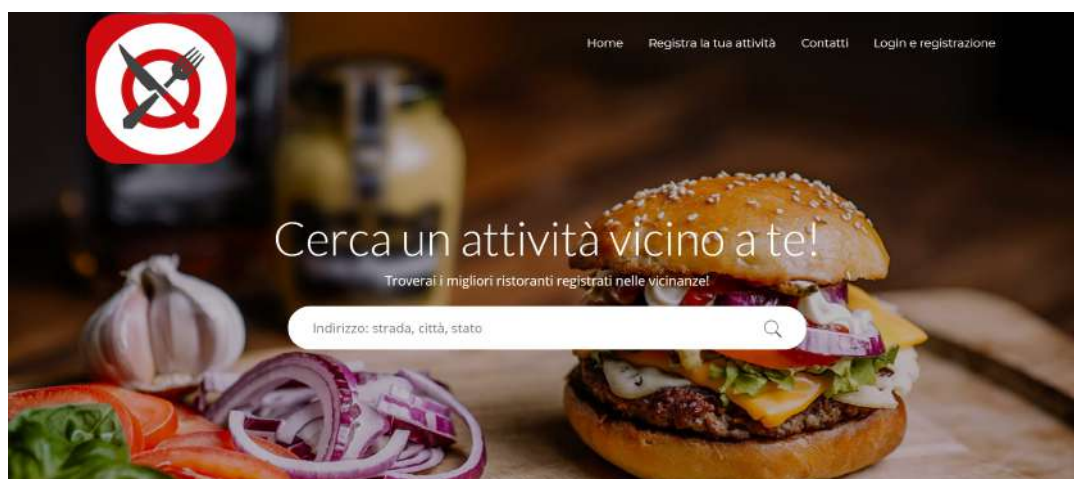 Home Registra la tua attività Contatti Login e registrazione
Cerca un attività vicino a te!
Troverai i migliori ristoranti registrati nelle vicinanze!
Indirizzo: strada, città, stato